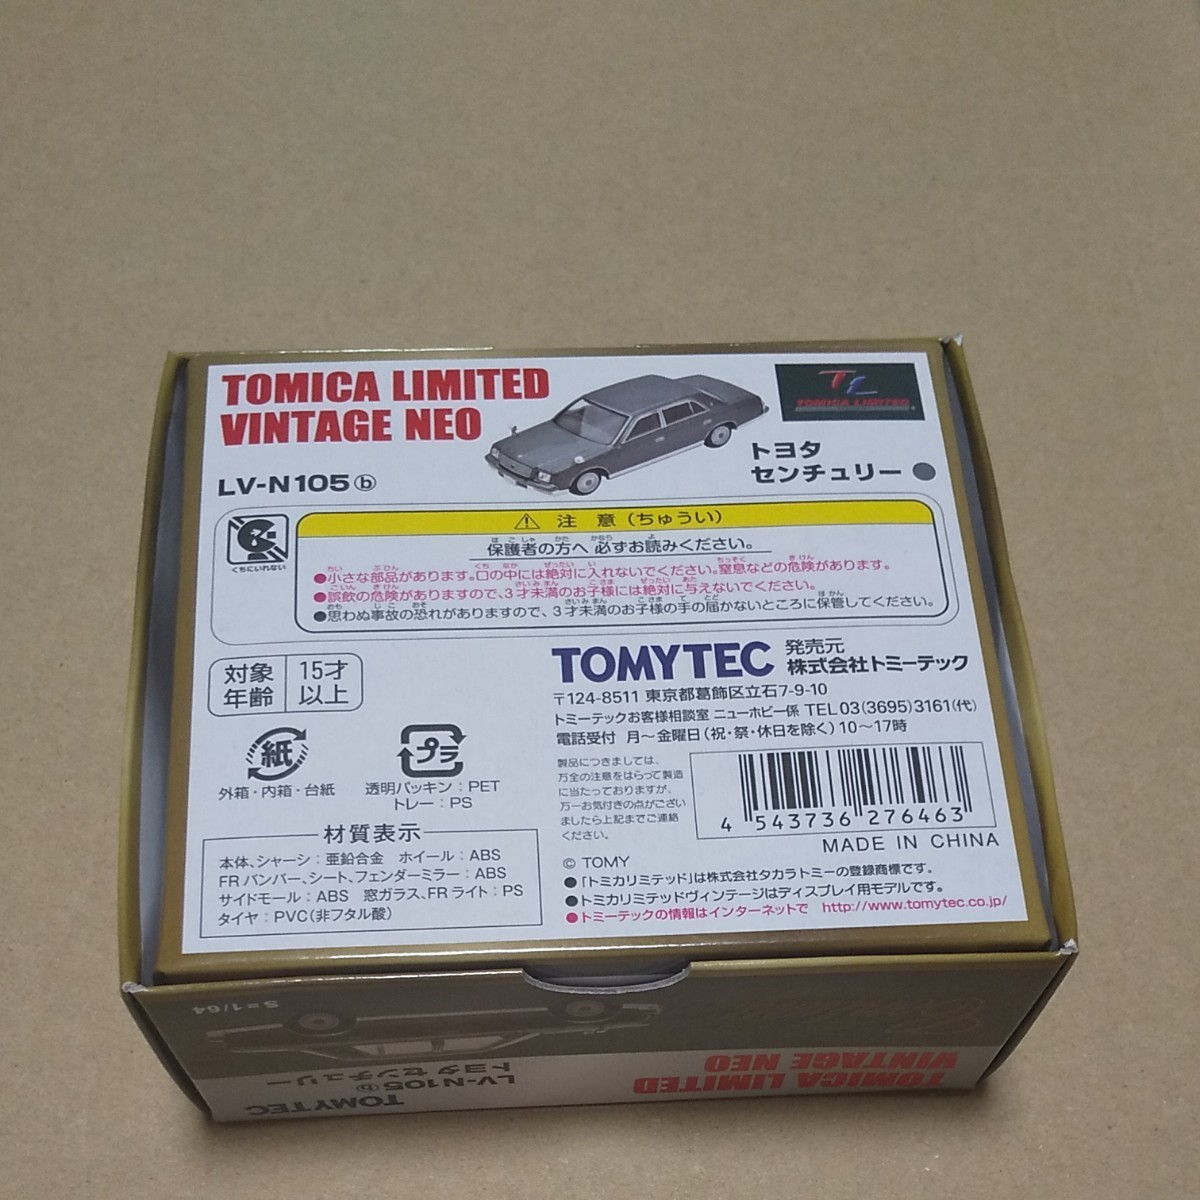 TOMICA LIMITED
VINTAGE NEO
LV-N105ⓑ
TL
TOMICA LIMITED
トヨタ
センチュリー
くちにいれない
⚠ 注 意(ちゅうい)
保護者の方へ 必ずお読みください。
●小さな部品があります。口の中には絶対に入れないでください。窒息などの危険があります。
●誤飲の危険がありますので、3才未満のお子様には絶対に与えないでください。
●思わぬ事故の恐れがありますので、3才未満のお子様の手の届かないところに保管してください。
対象
年齢
15才
以上
紙
外箱・内箱・台紙
プラ
透明パッキン:PET
トレー:PS
材質表示
本体、シャーシ:亜鉛合金 ホイール:ABS
FRバンパー、シート、フェンダーミラー:ABS
サイドモール:ABS 窓ガラス、FRライト:PS
タイヤ:PVC(非フタル酸)
TOMYTEC 発売元
株式会社トミーテック
〒124-8511 東京都葛飾区立石7-9-10
トミーテックお客様相談室 ニューホビー係 TEL 03(3695)3161(代)
電話受付 月〜金曜日(祝・祭・休日を除く)10〜17時
製品につきましては、
万全の注意をはらって製造
に当たっておりますが、
万一お気付きの点がござい
ましたら上記までご連絡
ください。
4 543736 276463
MADE IN CHINA
© TOMY
●「トミカリミテッド」は株式会社タカラトミーの登録商標です。
●トミカリミテッドヴィンテージはディスプレイ用モデルです。
●トミーテックの情報はインターネットで http://www.tomytec.co.jp/
S=1/64
TOMICA LIMITED
VINTAGE NEO
LV-N105ⓑ
トヨタ センチュリー
TOMYTEC